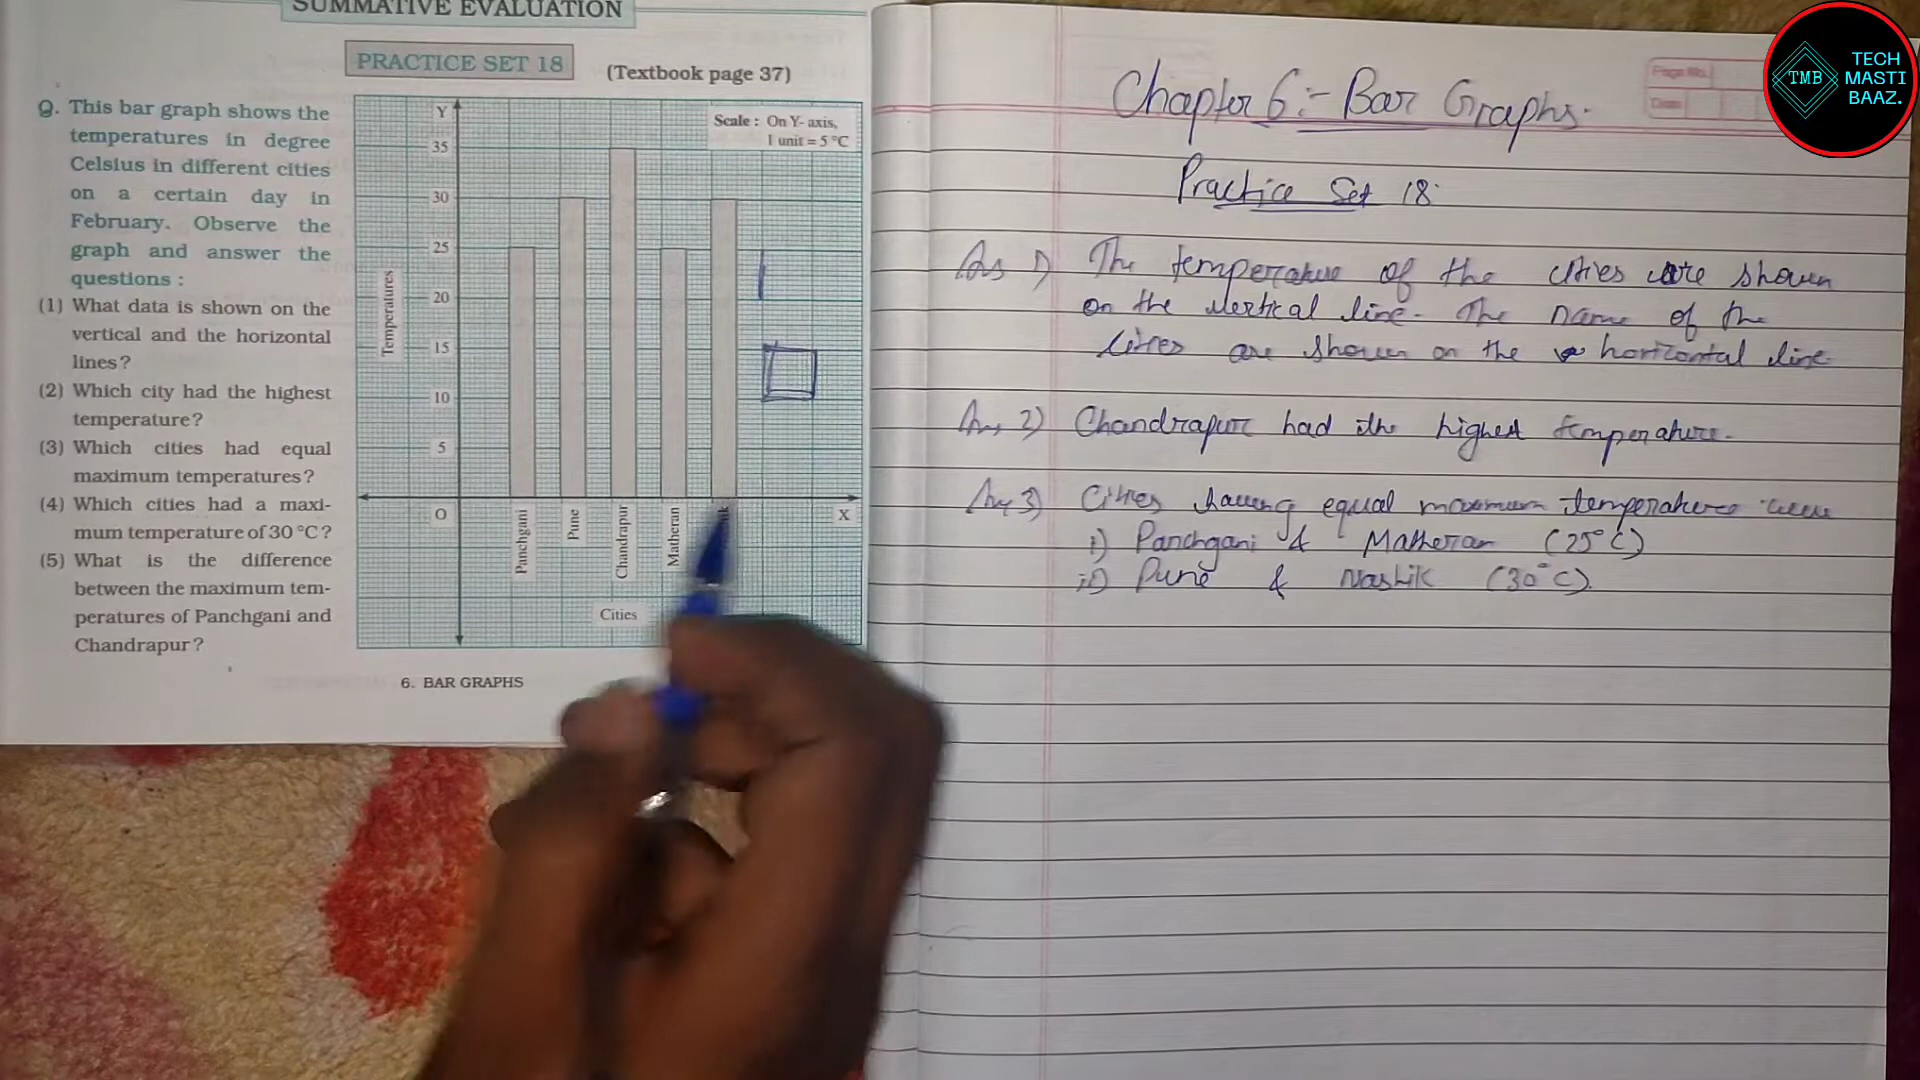 SUMMATIVE EVALUATION
PRACTICE SET 18
(Textbook page 37)
Q. This bar graph shows the
temperatures in degree
Celsius in different cities
on a certain day in
February. Observe the
graph and answer the
questions :
(1) What data is shown on the
vertical and the horizontal
lines?
(2) Which city had the highest
temperature?
(3) Which cities had equal
maximum temperatures?
(4) Which cities had a maxi-
mum temperature of 30 °C?
(5) What is the difference
between the maximum tem-
peratures of Panchgani and
Chandrapur?
Y
Scale : On Y- axis,
1 unit = 5 °C
35
30
25
20
15
10
5
O
X
Temperatures
Panchgani
Pune
Chandrapur
Matheran
Cities
6. BAR GRAPHS
Chapter 6:- Bar Graphs.
Practice Set 18.
Ans 1) The temperature of the cities are shown
on the vertical line. The name of the
cities are shown on the horizontal line.
Ans 2) Chandrapur had the highest temperature.
Ans 3) Cities having equal maximum temperatures were
i) Panchgani & Matheran (25°C)
ii) Pune & Nashik (30°C).
Page No.
Date
TMB
TECH
MASTI
BAAZ.